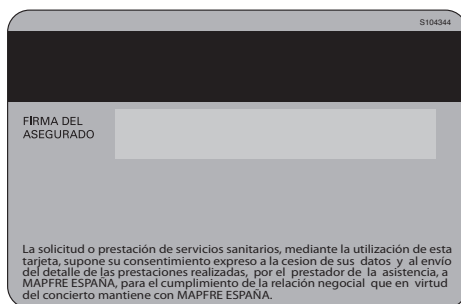 S104344
FIRMA DEL
ASEGURADO
La solicitud o prestación de servicios sanitarios, mediante la utilización de esta
tarjeta, supone su consentimiento expreso a la cesion de sus datos y al envío
del detalle de las prestaciones realizadas, por el prestador de la asistencia, a
MAPFRE ESPAÑA, para el cumplimiento de la relación negocial que en virtud
del concierto mantiene con MAPFRE ESPAÑA.